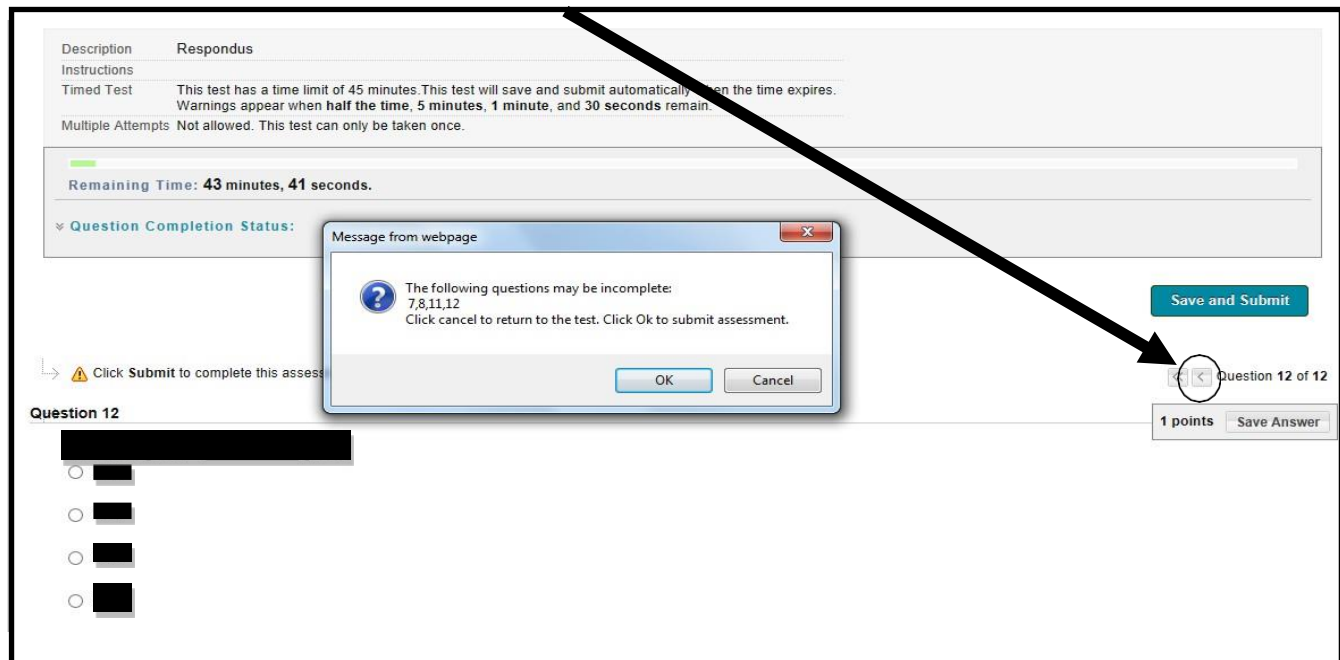 Description Respondus
Instructions
Timed Test This test has a time limit of 45 minutes.This test will save and submit automatically when the time expires.
Warnings appear when half the time, 5 minutes, 1 minute, and 30 seconds remain.
Multiple Attempts Not allowed. This test can only be taken once.
Remaining Time: 43 minutes, 41 seconds.
Question Completion Status:
Message from webpage
The following questions may be incomplete:
7,8,11,12
Click cancel to return to the test. Click Ok to submit assessment.
OK Cancel
Save and Submit
Click Submit to complete this assess
Question 12 of 12
Question 12
1 points Save Answer